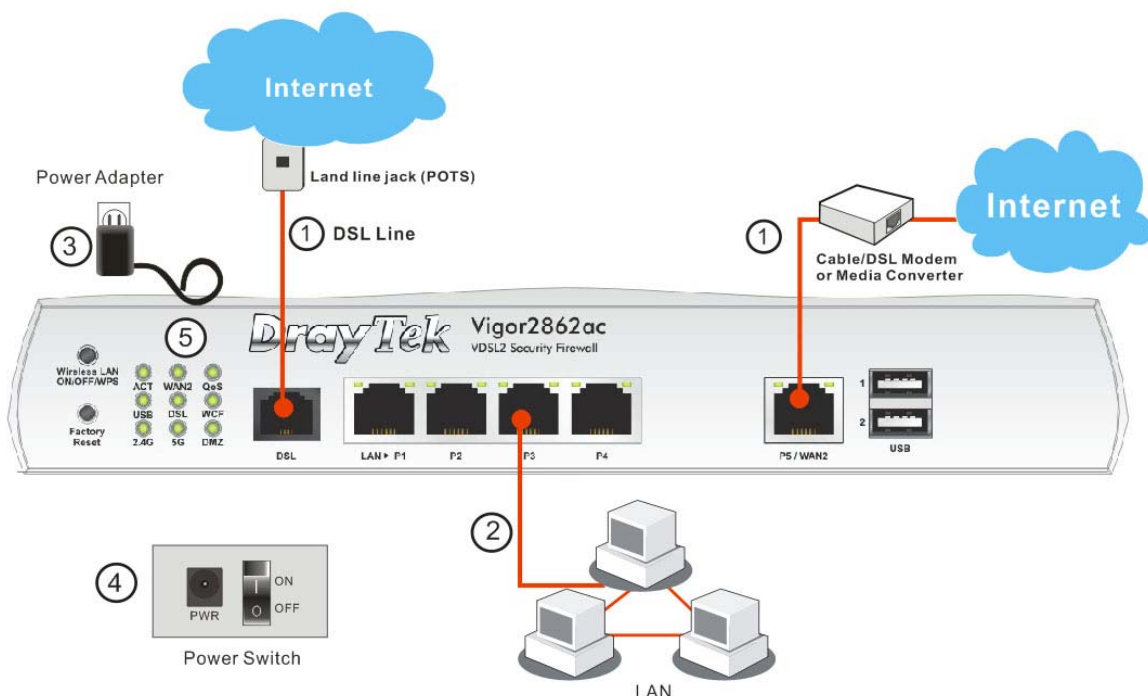 Internet
Power Adapter
Land line jack (POTS)
Internet
3
1 DSL Line
1
Cable/DSL Modem
or Media Converter
5
DrayTek
Vigor2862ac
VDSL2 Security Firewall
Wireless LAN
ON/OFF/WPS
ACT WAN2 QoS
USB DSL WCF
Factory
Reset
2.4G 5G DMZ
DSL
LAN ▶ P1
P2
P3
P4
P5 / WAN2
1
2
USB
2
4
PWR
I
ON
O
OFF
Power Switch
LAN